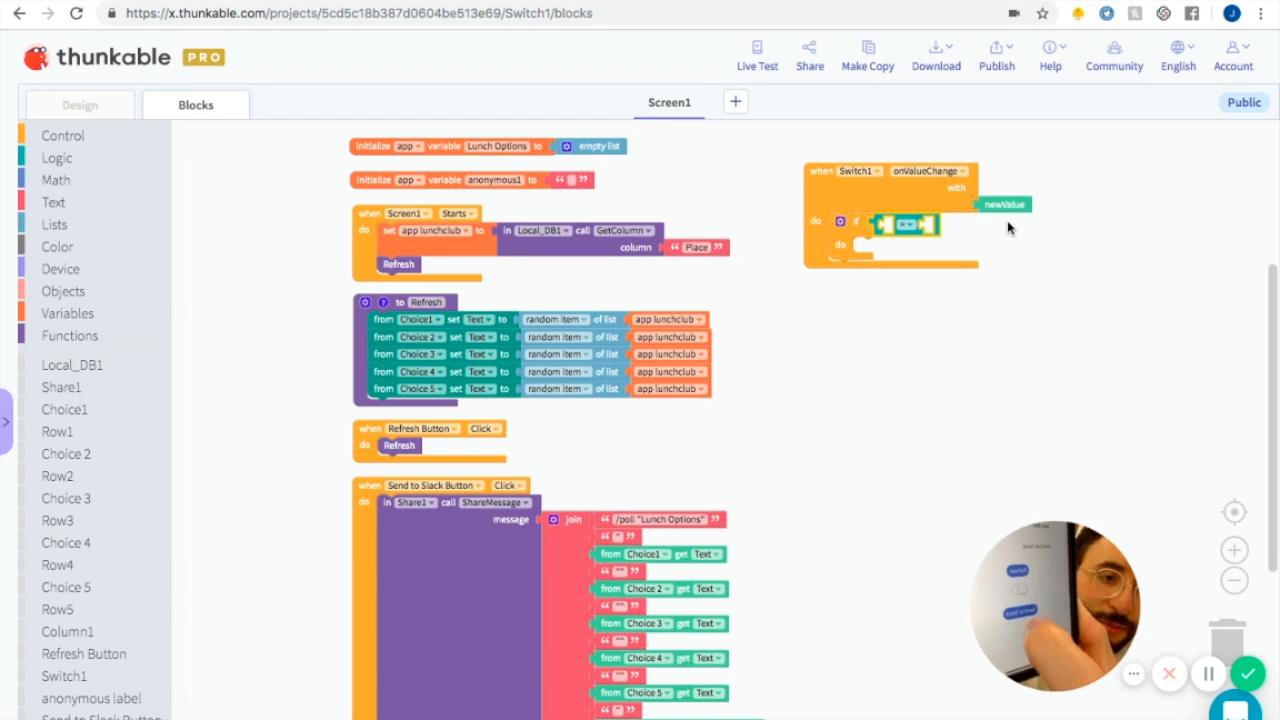 https://x.thunkable.com/projects/5cd5c18b387d0604be513e69/Switch1/blocks
J
thunkable PRO
Live Test Share Make Copy Download Publish Help Community English Account
Design Blocks Screen1 + Public
Control
Logic
Math
Text
Lists
Color
Device
Objects
Variables
Functions
Local_DB1
Share1
Choice1
Row1
Choice 2
Row2
Choice 3
Row3
Choice 4
Row4
Choice 5
Row5
Column1
Refresh Button
Switch1
anonymous label
Send to Slack Button
initialize app variable Lunch Options to empty list
initialize app variable anonymous1 to “ ”
when Screen1 Starts
do set app lunchclub to in Local_DB1 call GetColumn
column “ Place ”
Refresh
? to Refresh
from Choice1 set Text to random item of list app lunchclub
from Choice 2 set Text to random item of list app lunchclub
from Choice 3 set Text to random item of list app lunchclub
from Choice 4 set Text to random item of list app lunchclub
from Choice 5 set Text to random item of list app lunchclub
when Refresh Button Click
do Refresh
when Send to Slack Button Click
do in Share1 call ShareMessage
message join “ /poll "Lunch Options" ”
“ " ”
from Choice1 get Text
“ "" ”
from Choice 2 get Text
“ "" ”
from Choice 3 get Text
“ "" ”
from Choice 4 get Text
“ "" ”
from Choice 5 get Text
“ " ”
when Switch1 onValueChange
with
newValue
do if =
do